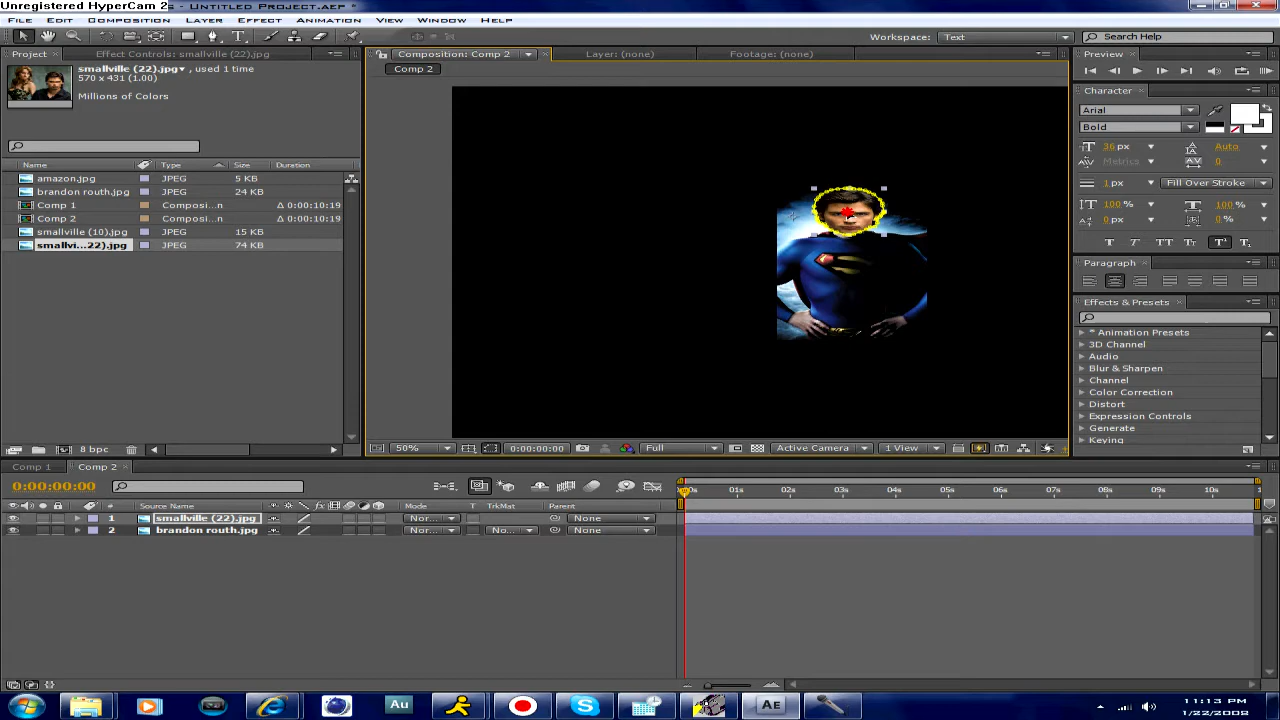 Unregistered HyperCam 2 - Untitled Project.aep *
File Edit Composition Layer Effect Animation View Window Help
Workspace: Text Search Help
Project Effect Controls: smallville (22).jpg Composition: Comp 2 Layer: (none) Footage: (none) Preview
smallville (22).jpg , used 1 time
570 x 431 (1.00)
Millions of Colors
Comp 2
Character
Arial
Bold
36 px Auto
Metrics 0
1 px Fill Over Stroke
100 % 100 %
0 px 0 %
T T TT Tt T¹ T₁
Paragraph
Effects & Presets
Name Type Size Duration
amazon.jpg JPEG 5 KB
brandon routh.jpg JPEG 24 KB
Comp 1 Composi...n Δ 0:00:10:19
Comp 2 Composi...n Δ 0:00:10:19
smallville (10).jpg JPEG 15 KB
smallvi...22).jpg JPEG 74 KB
* Animation Presets
3D Channel
Audio
Blur & Sharpen
Channel
Color Correction
Distort
Expression Controls
Generate
Keying
8 bpc
50% 0:00:00:00 Full Active Camera 1 View
Comp 1 Comp 2
0:00:00:00
0s 01s 02s 03s 04s 05s 06s 07s 08s 09s 10s
# Source Name Mode T TrkMat Parent
1 smallville (22).jpg Nor... None
2 brandon routh.jpg Nor... No... None
Au AE
11:13 PM
1/22/2008